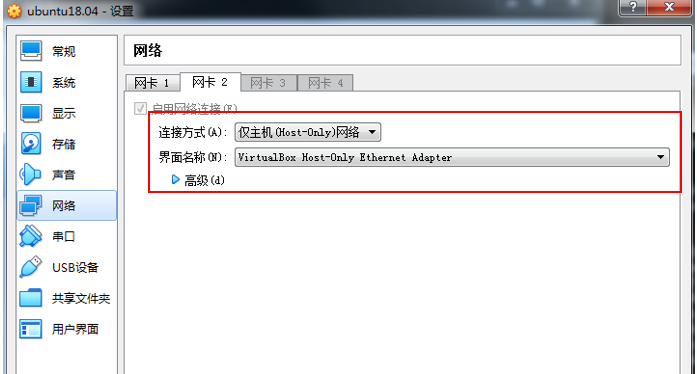 ubuntu18.04 - 设置
常规
系统
显示
存储
声音
网络
串口
USB设备
共享文件夹
用户界面
网络
网卡 1
网卡 2
网卡 3
网卡 4
启用网络连接(E)
连接方式(A): 仅主机(Host-Only)网络
界面名称(N): VirtualBox Host-Only Ethernet Adapter
高级(d)